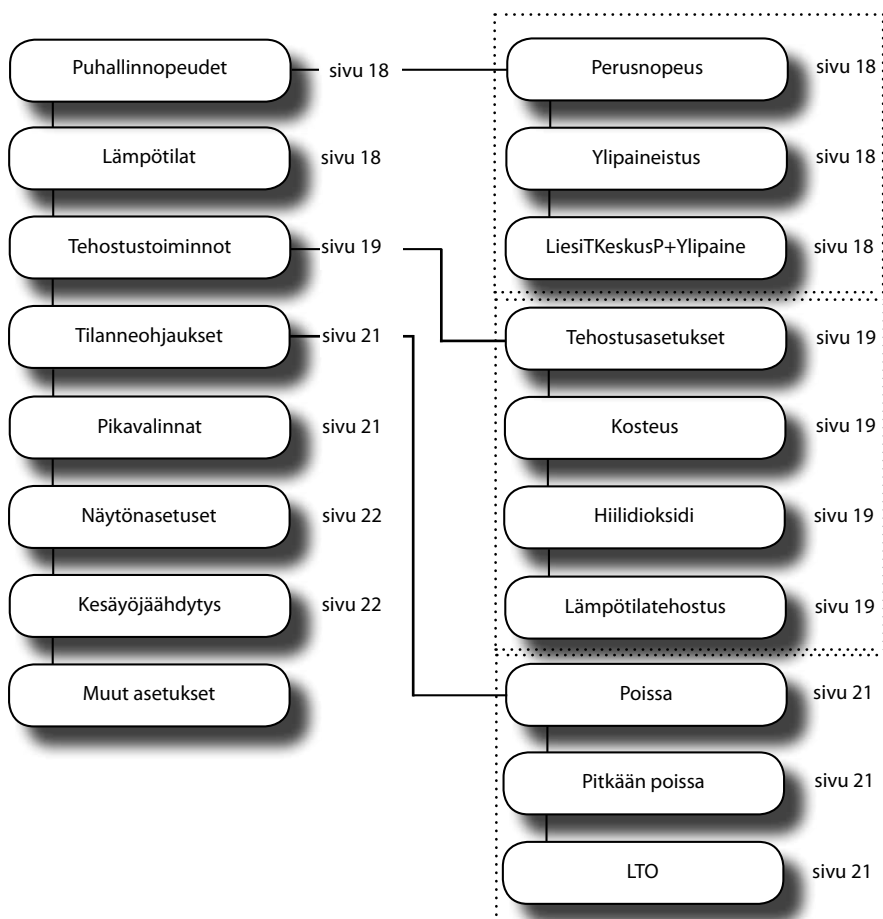 Puhallinnopeudet sivu 18
Lämpötilat sivu 18
Tehostustoiminnot sivu 19
Tilanneohjaukset sivu 21
Pikavalinnat sivu 21
Näytönasetuset sivu 22
Kesäyöjäähdytys sivu 22
Muut asetukset
Perusnopeus sivu 18
Ylipaineistus sivu 18
LiesiTKeskusP+Ylipaine sivu 18
Tehostusasetukset sivu 19
Kosteus sivu 19
Hiilidioksidi sivu 19
Lämpötilatehostus sivu 19
Poissa sivu 21
Pitkään poissa sivu 21
LTO sivu 21